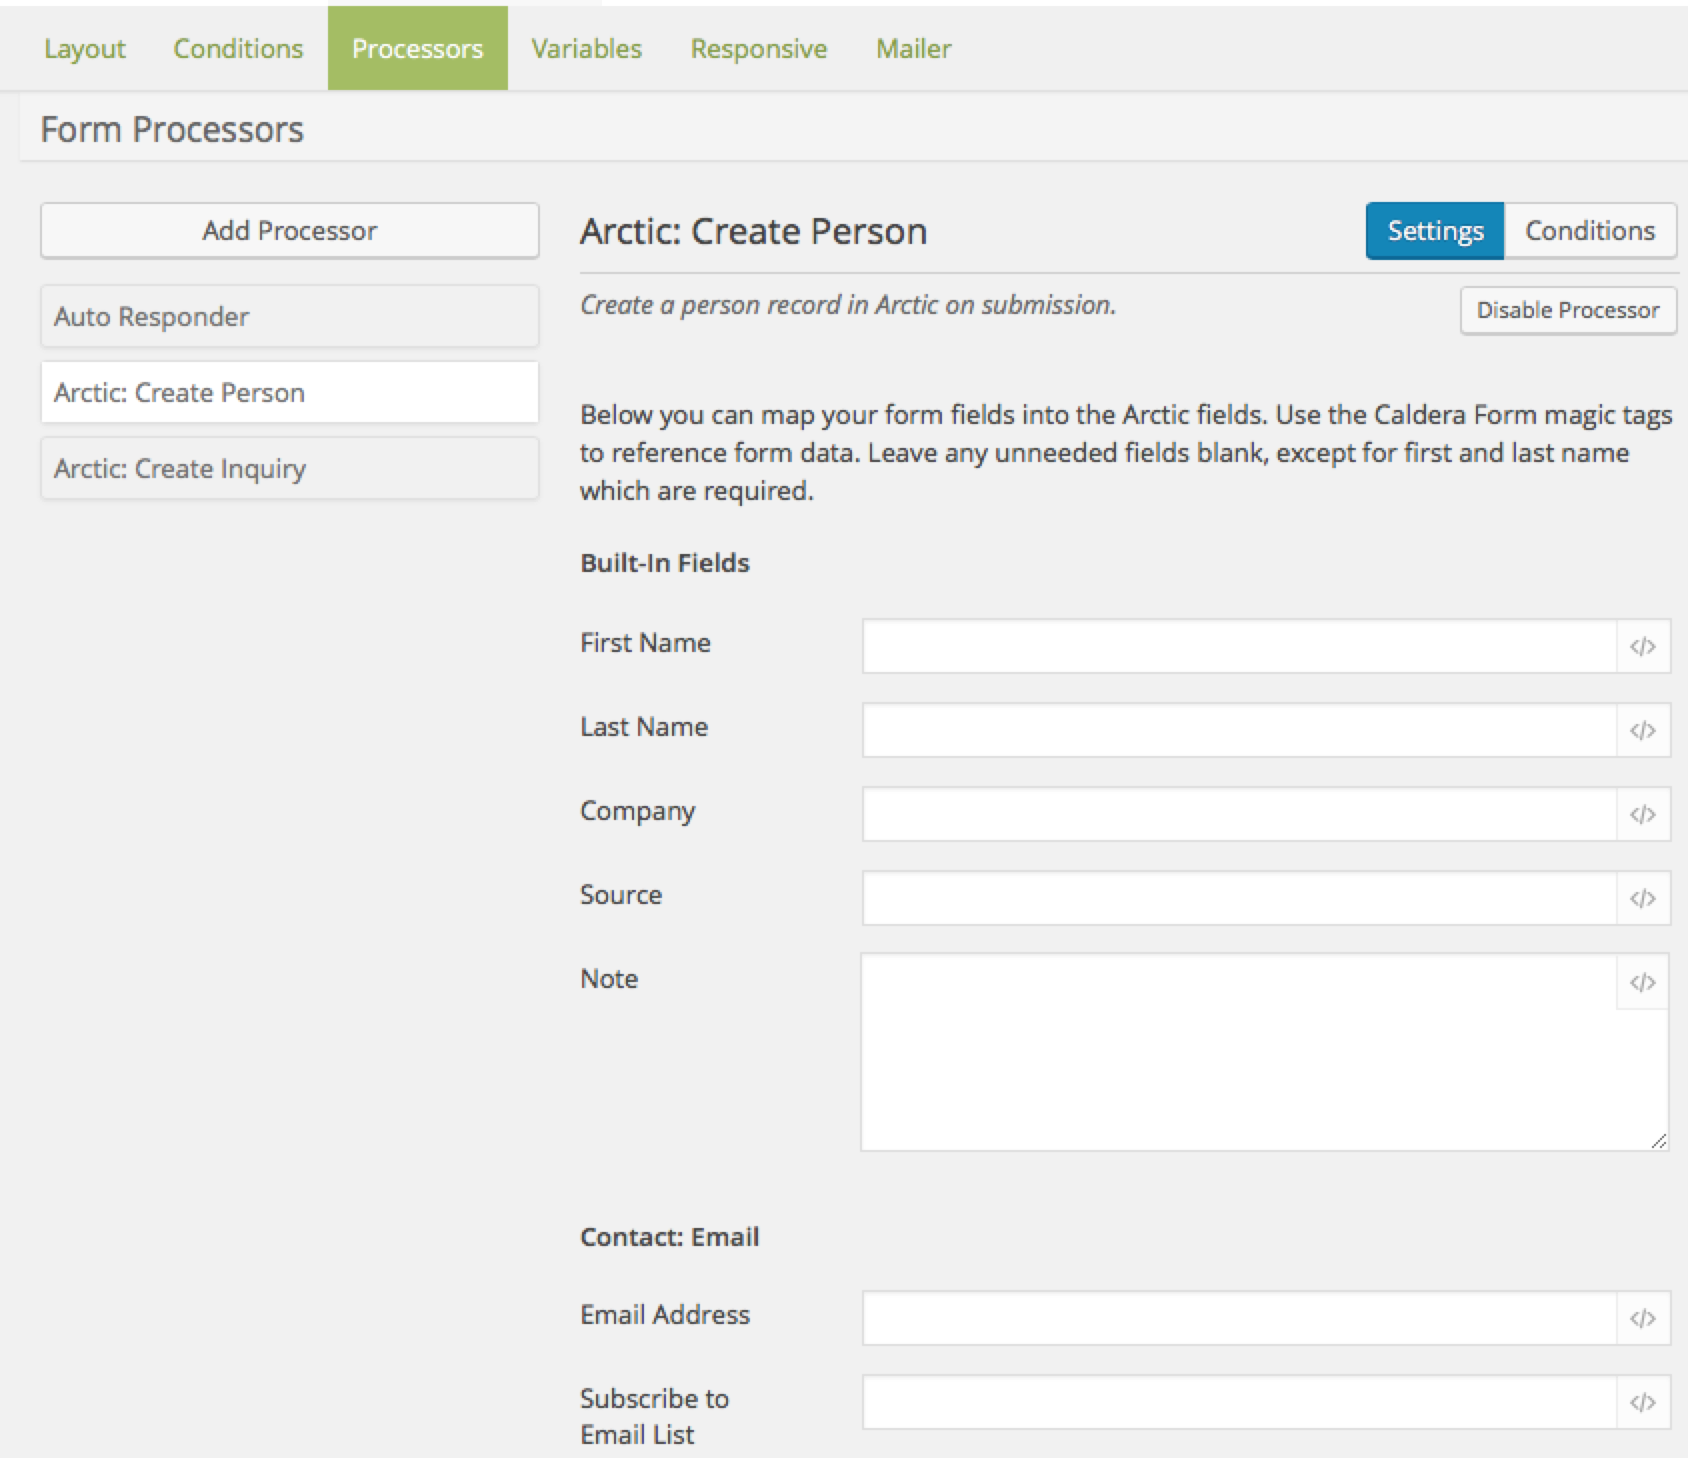 Layout Conditions Processors Variables Responsive Mailer
Form Processors
Add Processor
Auto Responder
Arctic: Create Person
Arctic: Create Inquiry
Arctic: Create Person
Settings Conditions
Create a person record in Arctic on submission.
Disable Processor
Below you can map your form fields into the Arctic fields. Use the Caldera Form magic tags
to reference form data. Leave any unneeded fields blank, except for first and last name
which are required.
Built-In Fields
First Name </>
Last Name </>
Company </>
Source </>
Note </>
Contact: Email
Email Address </>
Subscribe to </>
Email List